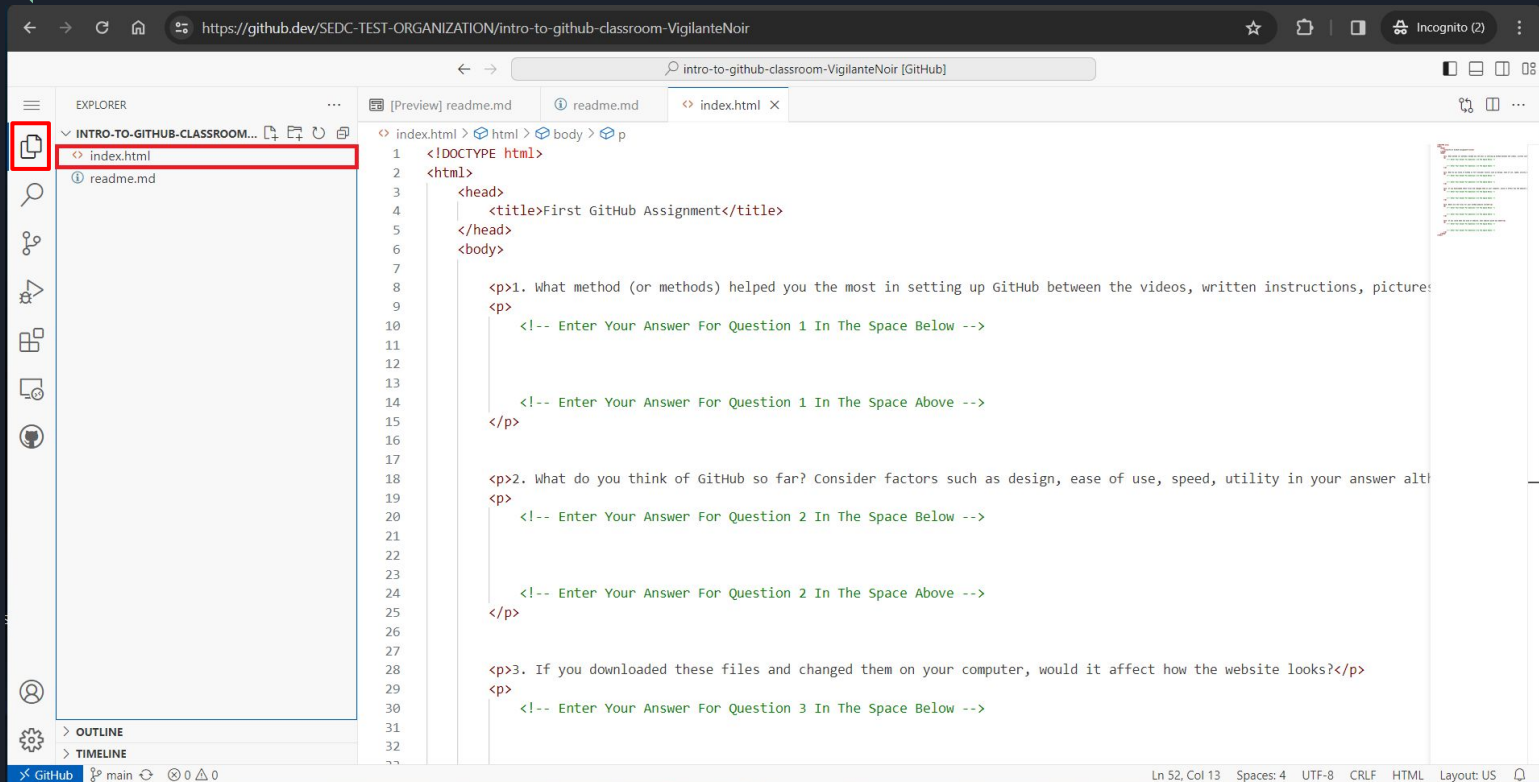 https://github.dev/SEDC-TEST-ORGANIZATION/intro-to-github-classroom-VigilanteNoir
Incognito (2)
intro-to-github-classroom-VigilanteNoir [GitHub]
EXPLORER
[Preview] readme.md
readme.md
index.html
INTRO-TO-GITHUB-CLASSROOM...
index.html
readme.md
index.html > html > body > p
1 <!DOCTYPE html>
2 <html>
3 <head>
4 <title>First GitHub Assignment</title>
5 </head>
6 <body>
7
8 <p>1. What method (or methods) helped you the most in setting up GitHub between the videos, written instructions, pictures
9 <p>
10 <!-- Enter Your Answer For Question 1 In The Space Below -->
11
12
13
14 <!-- Enter Your Answer For Question 1 In The Space Above -->
15 </p>
16
17
18 <p>2. What do you think of GitHub so far? Consider factors such as design, ease of use, speed, utility in your answer alt
19 <p>
20 <!-- Enter Your Answer For Question 2 In The Space Below -->
21
22
23
24 <!-- Enter Your Answer For Question 2 In The Space Above -->
25 </p>
26
27
28 <p>3. If you downloaded these files and changed them on your computer, would it affect how the website looks?</p>
29 <p>
30 <!-- Enter Your Answer For Question 3 In The Space Below -->
31
32
OUTLINE
TIMELINE
GitHub main 0 0
Ln 52, Col 13 Spaces: 4 UTF-8 CRLF HTML Layout: US